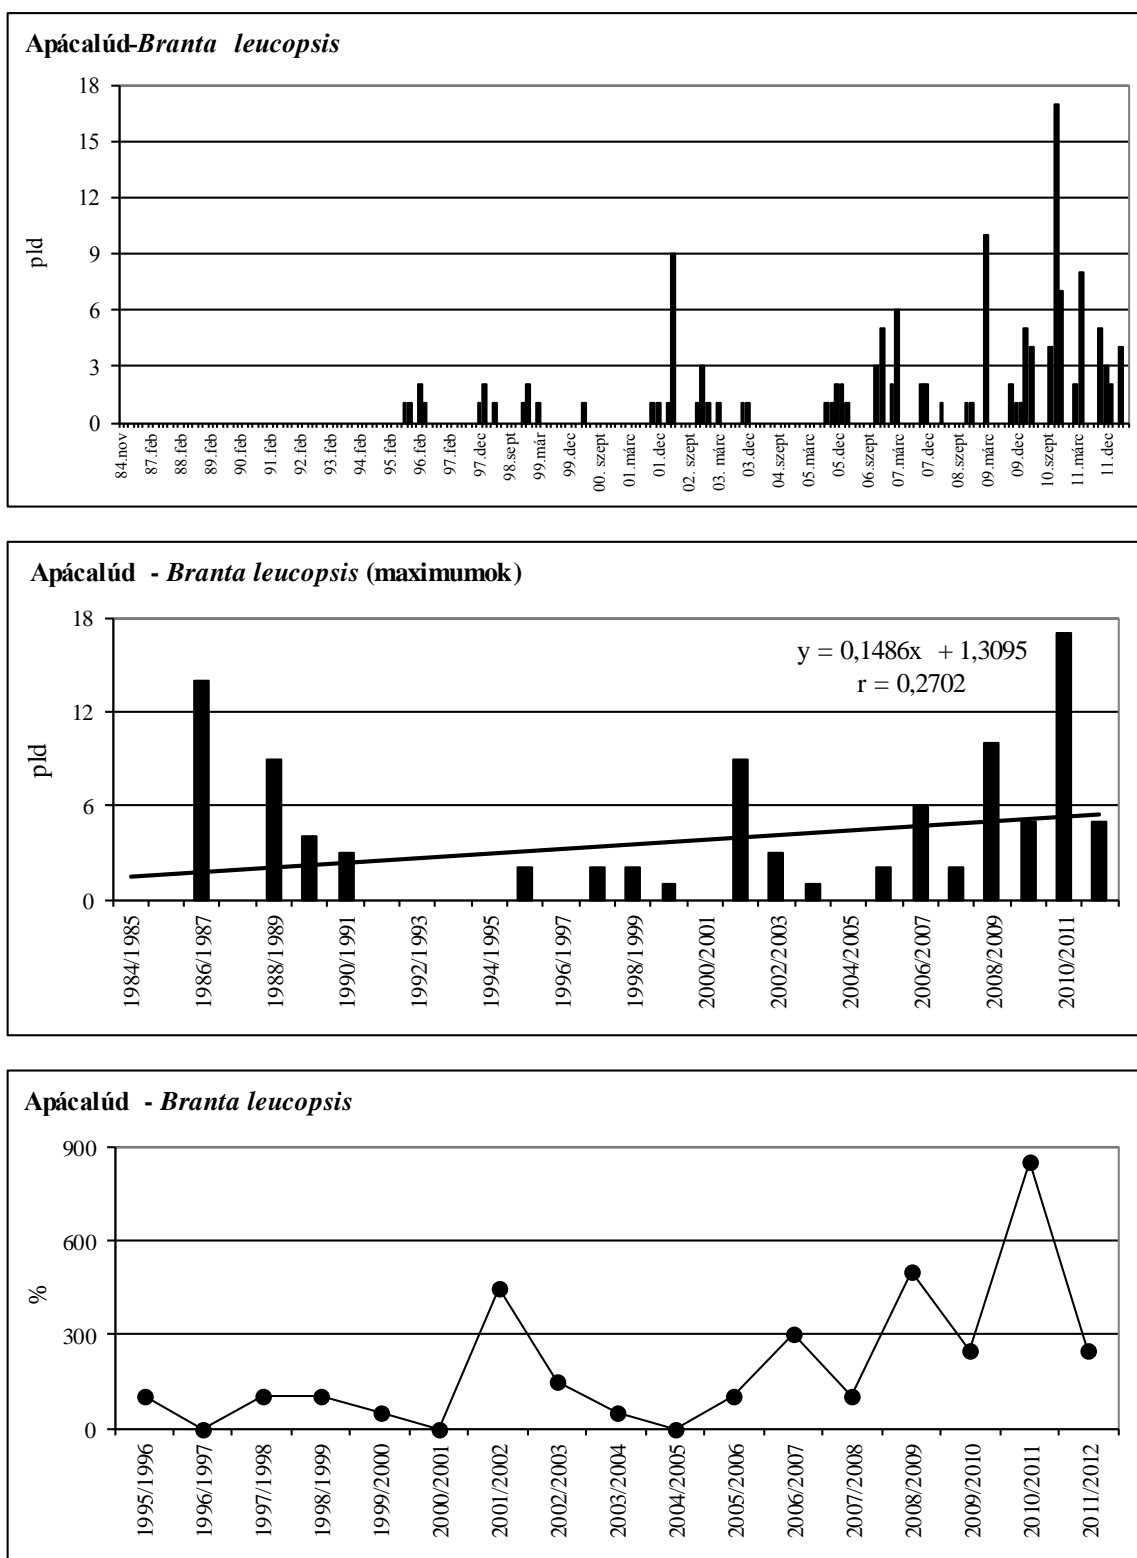 Apácalúd-Branta leucopsis
18
15
12
9
6
3
0
pld
84.nov
87.feb
88.feb
89.feb
90.feb
91.feb
92.feb
93.feb
94.feb
95.feb
96.feb
97.feb
97.dec
98.sept
99.már
99.dec
00. szept
01.márc
01.dec
02. szept
03. márc
03.dec
04.szept
05.márc
05.dec
06.szept
07.márc
07.dec
08.szept
09.márc
09.dec
10.szept
11.márc
11.dec
Apácalúd - Branta leucopsis (maximumok)
18
12
6
0
pld
y = 0,1486x + 1,3095
r = 0,2702
1984/1985
1986/1987
1988/1989
1990/1991
1992/1993
1994/1995
1996/1997
1998/1999
2000/2001
2002/2003
2004/2005
2006/2007
2008/2009
2010/2011
Apácalúd - Branta leucopsis
900
600
300
0
%
1995/1996
1996/1997
1997/1998
1998/1999
1999/2000
2000/2001
2001/2002
2002/2003
2003/2004
2004/2005
2005/2006
2006/2007
2007/2008
2008/2009
2009/2010
2010/2011
2011/2012